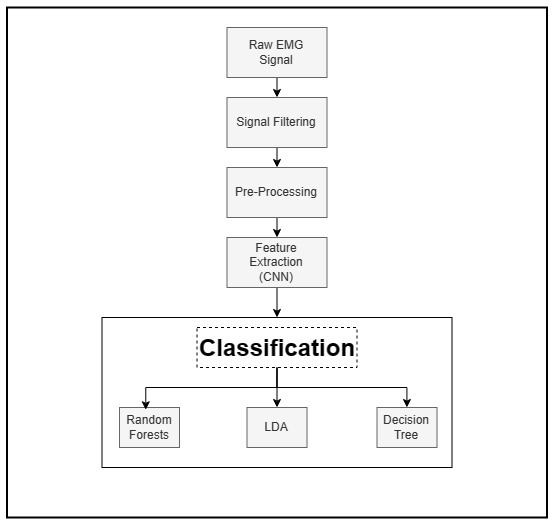 Raw EMG
Signal
Signal Filtering
Pre-Processing
Feature
Extraction
(CNN)
Classification
Random
Forests
LDA
Decision
Tree